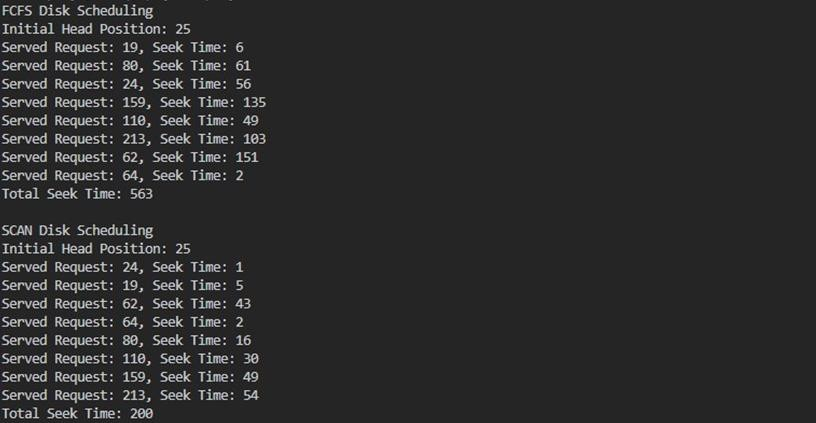 FCFS Disk Scheduling
Initial Head Position: 25
Served Request: 19, Seek Time: 6
Served Request: 80, Seek Time: 61
Served Request: 24, Seek Time: 56
Served Request: 159, Seek Time: 135
Served Request: 110, Seek Time: 49
Served Request: 213, Seek Time: 103
Served Request: 62, Seek Time: 151
Served Request: 64, Seek Time: 2
Total Seek Time: 563

SCAN Disk Scheduling
Initial Head Position: 25
Served Request: 24, Seek Time: 1
Served Request: 19, Seek Time: 5
Served Request: 62, Seek Time: 43
Served Request: 64, Seek Time: 2
Served Request: 80, Seek Time: 16
Served Request: 110, Seek Time: 30
Served Request: 159, Seek Time: 49
Served Request: 213, Seek Time: 54
Total Seek Time: 200